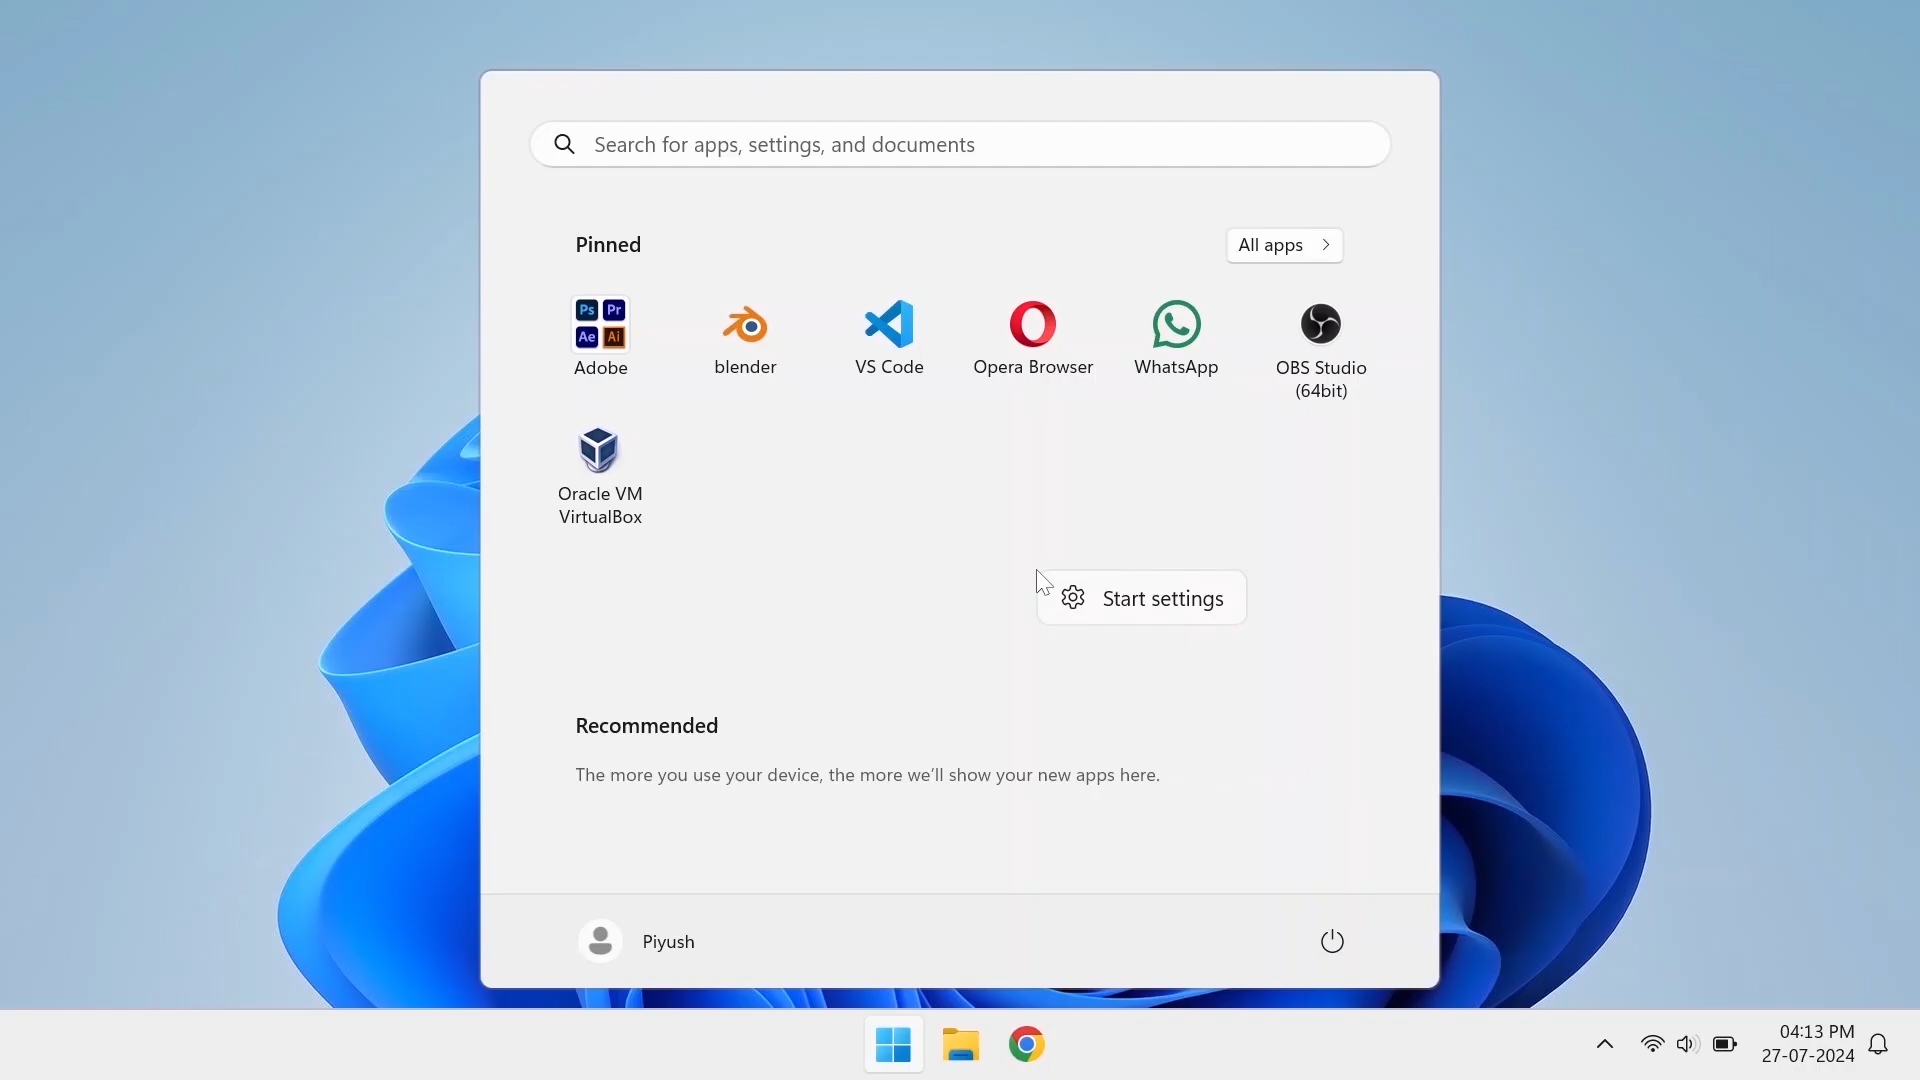 Search for apps, settings, and documents
Pinned
All apps
Ps Pr
Ae Ai
Adobe
blender
VS Code
Opera Browser
WhatsApp
OBS Studio
(64bit)
Oracle VM
VirtualBox
Start settings
Recommended
The more you use your device, the more we’ll show your new apps here.
Piyush
04:13 PM
27-07-2024